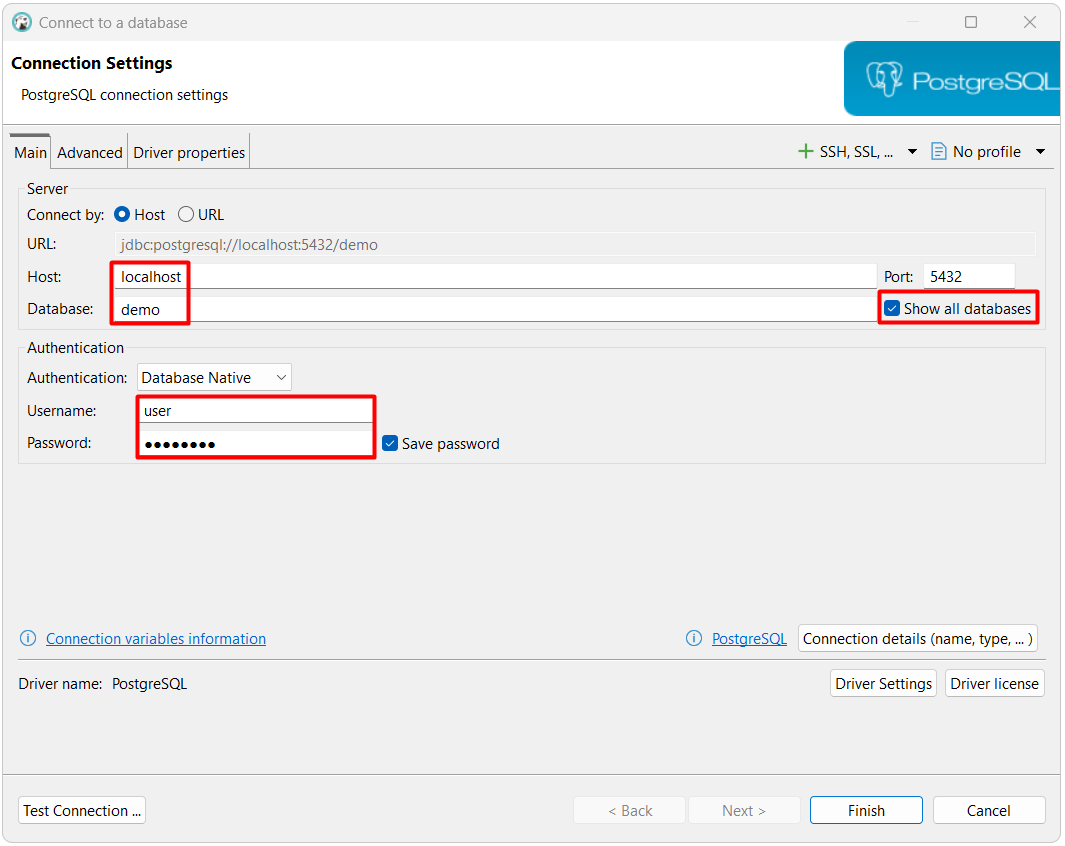 Connect to a database
Connection Settings
PostgreSQL connection settings
PostgreSQL
Main Advanced Driver properties SSH, SSL, ... No profile
Server
Connect by: Host URL
URL: jdbc:postgresql://localhost:5432/demo
Host: localhost Port: 5432
Database: demo Show all databases
Authentication
Authentication: Database Native
Username: user
Password: ●●●●●●●● Save password
Connection variables information PostgreSQL Connection details (name, type, ... )
Driver name: PostgreSQL Driver Settings Driver license
Test Connection ... < Back Next > Finish Cancel